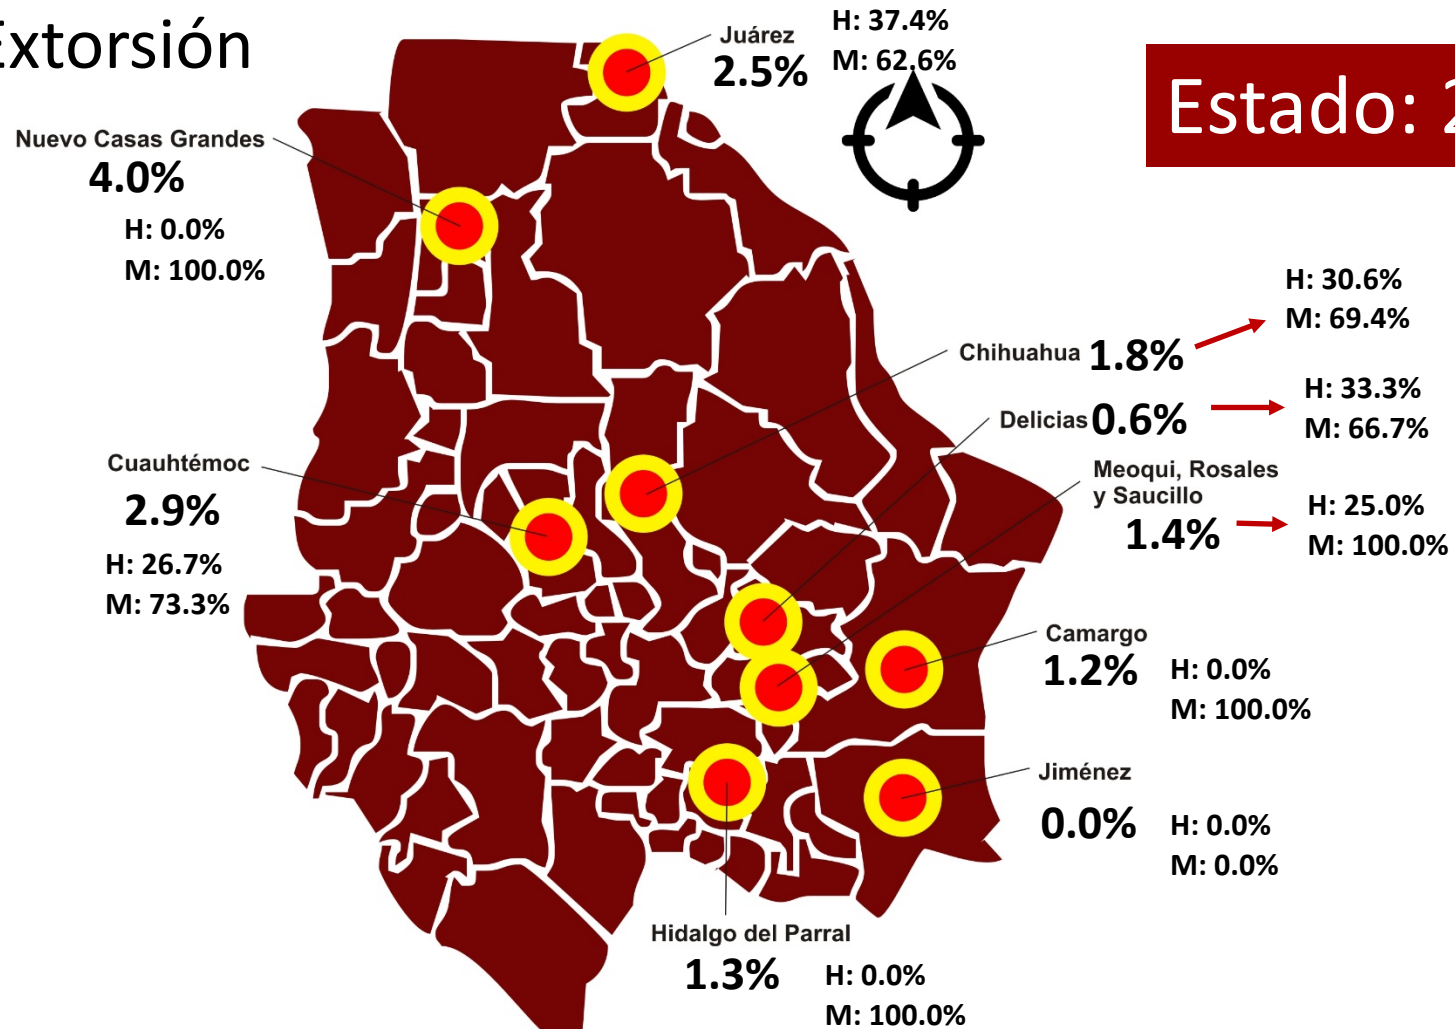 Extorsión
Juárez
2.5%
H: 37.4%
M: 62.6%
Estado: 2
Nuevo Casas Grandes
4.0%
H: 0.0%
M: 100.0%
Chihuahua 1.8%
H: 30.6%
M: 69.4%
Delicias 0.6%
H: 33.3%
M: 66.7%
Cuauhtémoc
2.9%
H: 26.7%
M: 73.3%
Meoqui, Rosales
y Saucillo
1.4%
H: 25.0%
M: 100.0%
Camargo
1.2%
H: 0.0%
M: 100.0%
Jiménez
0.0%
H: 0.0%
M: 0.0%
Hidalgo del Parral
1.3%
H: 0.0%
M: 100.0%